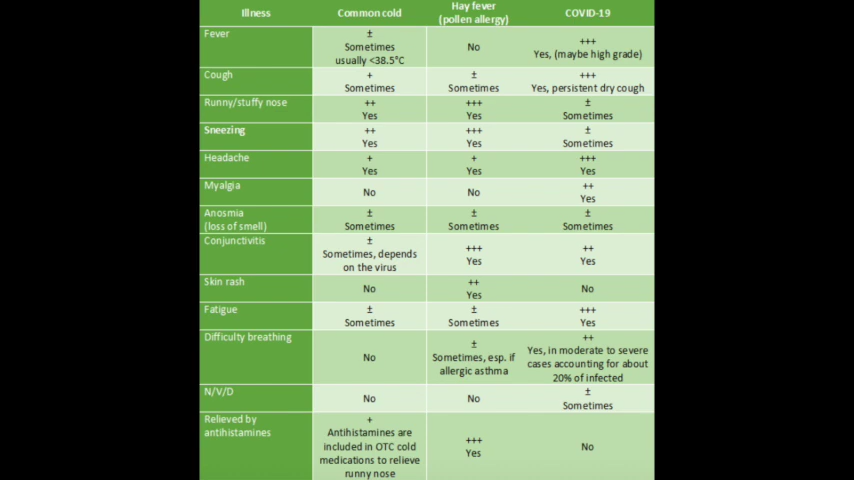 Illness
Common cold
Hay fever
(pollen allergy)
COVID-19
Fever
±
Sometimes
usually <38.5°C
No
+++
Yes, (maybe high grade)
Cough
+
Sometimes
±
Sometimes
+++
Yes, persistent dry cough
Runny/stuffy nose
++
Yes
+++
Yes
±
Sometimes
Sneezing
++
Yes
+++
Yes
±
Sometimes
Headache
+
Yes
+
Yes
+++
Yes
Myalgia
No
No
++
Yes
Anosmia
(loss of smell)
±
Sometimes
±
Sometimes
±
Sometimes
Conjunctivitis
±
Sometimes, depends
on the virus
+++
Yes
++
Yes
Skin rash
No
++
Yes
No
Fatigue
±
Sometimes
±
Sometimes
+++
Yes
Difficulty breathing
No
±
Sometimes, esp. if
allergic asthma
++
Yes, in moderate to severe
cases accounting for about
20% of infected
N/V/D
No
No
±
Sometimes
Relieved by
antihistamines
+
Antihistamines are
included in OTC cold
medications to relieve
runny nose
+++
Yes
No